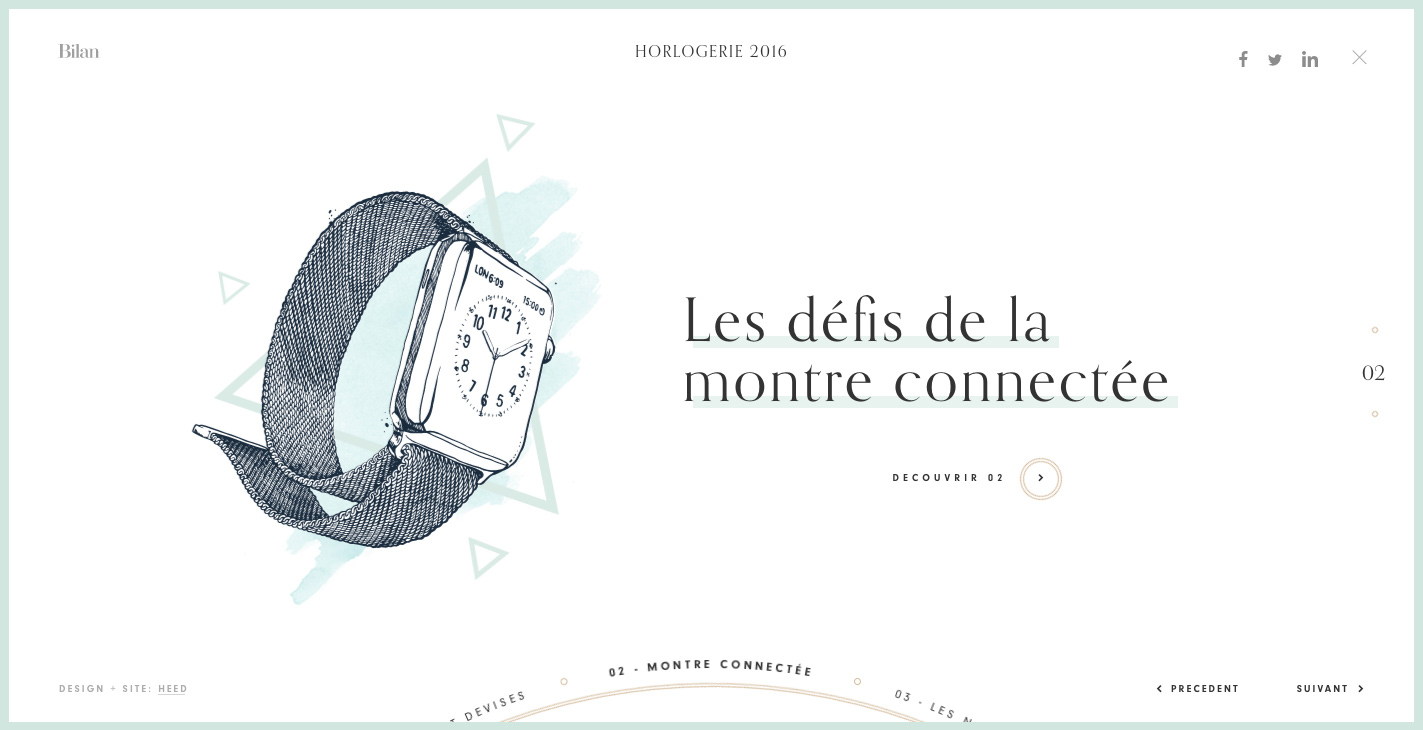 Bilan
HORLOGERIE 2016
LON 6:09
15:00
11 12 1
10 2
9 3
8 4
7 6 5
Les défis de la
montre connectée
02
DECOUVRIR 02
DESIGN + SITE: HEED
DEVISES
02 - MONTRE CONNECTÉE
03 - LES
PRECEDENT
SUIVANT